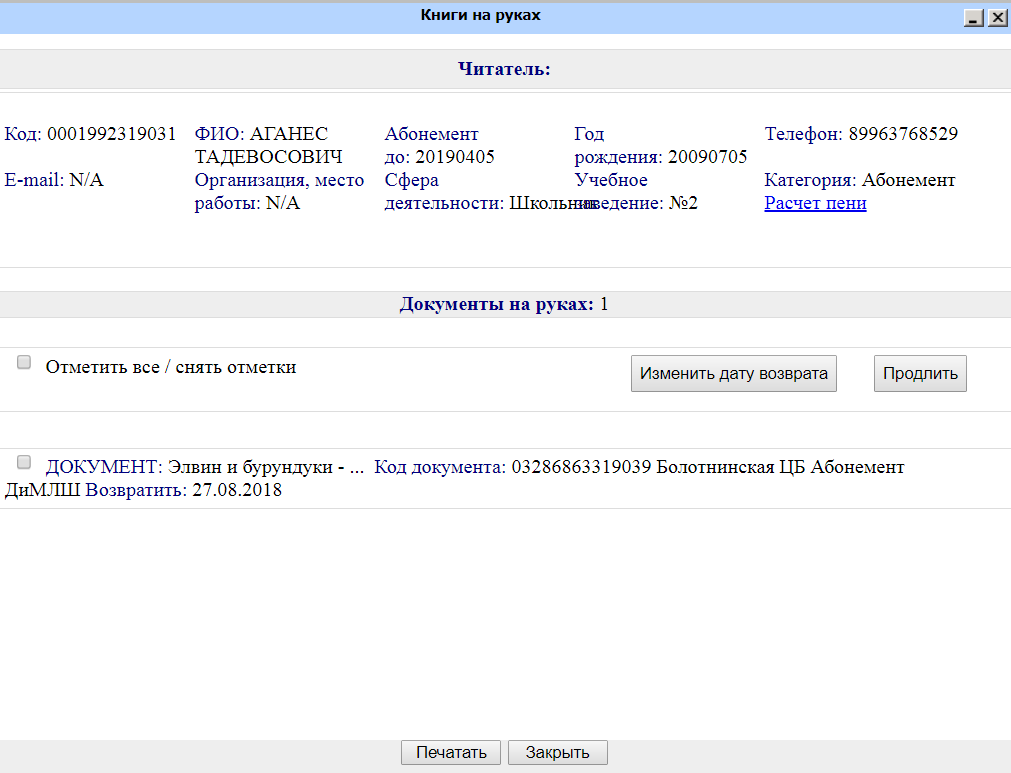 Книги на руках
Читатель:
Код: 0001992319031 ФИО: АГАНЕС Абонемент Год Телефон: 89963768529
ТАДЕВОСОВИЧ до: 20190405 рождения: 20090705
E-mail: N/A Организация, место Сфера Учебное Категория: Абонемент
работы: N/A деятельности: Школьник заведение: №2 Расчет пени
Документы на руках: 1
Отметить все / снять отметки Изменить дату возврата Продлить
ДОКУМЕНТ: Элвин и бурундуки - ... Код документа: 03286863319039 Болотнинская ЦБ Абонемент
ДиМЛШ Возвратить: 27.08.2018
Печатать Закрыть